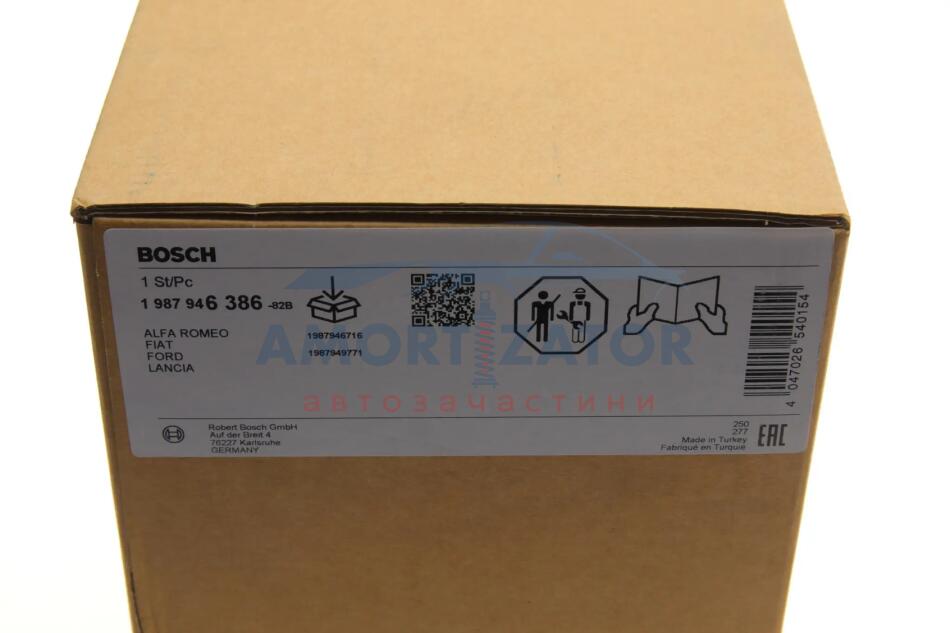 BOSCH
1 St/Pc
1 987 946 386 -82B
ALFA ROMEO
FIAT
FORD
LANCIA
1987946716
1987949771
4 047026 540154
AMORTIZATOR
автозапчастини
Robert Bosch GmbH
Auf der Breit 4
76227 Karlsruhe
GERMANY
250
277
Made in Turkey
Fabriqué en Turquie
EAC